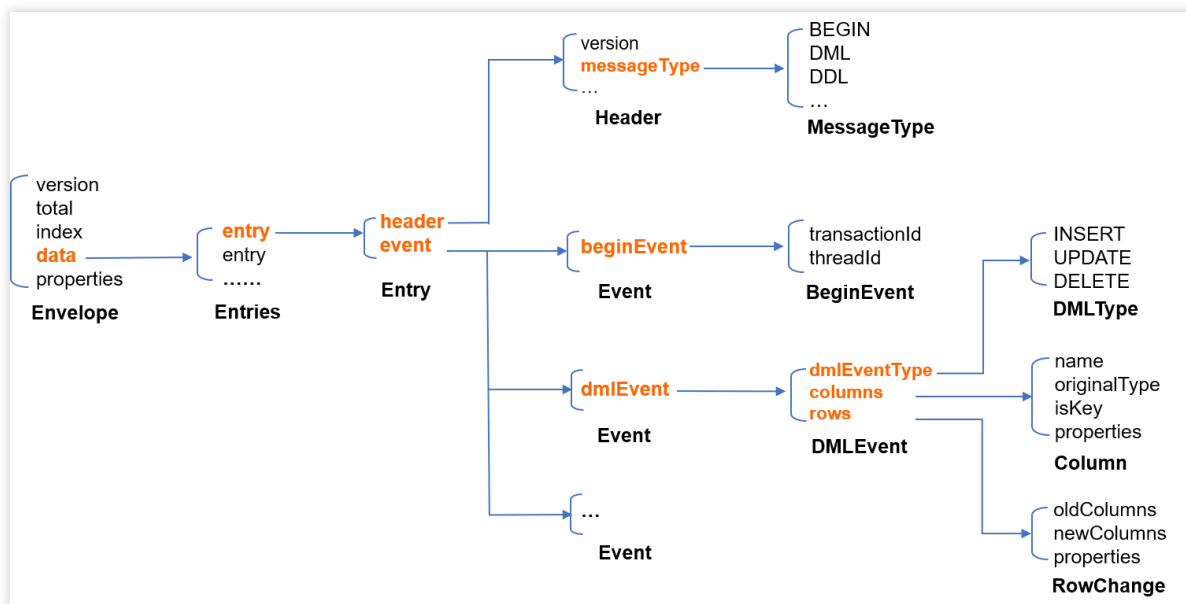 version
total
index
data
properties
Envelope
entry
entry
......
Entries
header
event
Entry
version
messageType
...
Header
BEGIN
DML
DDL
...
MessageType
beginEvent
Event
transactionId
threadId
BeginEvent
dmlEvent
Event
dmlEventType
columns
rows
DMLEvent
INSERT
UPDATE
DELETE
DMLType
name
originalType
isKey
properties
Column
oldColumns
newColumns
properties
RowChange
...
Event